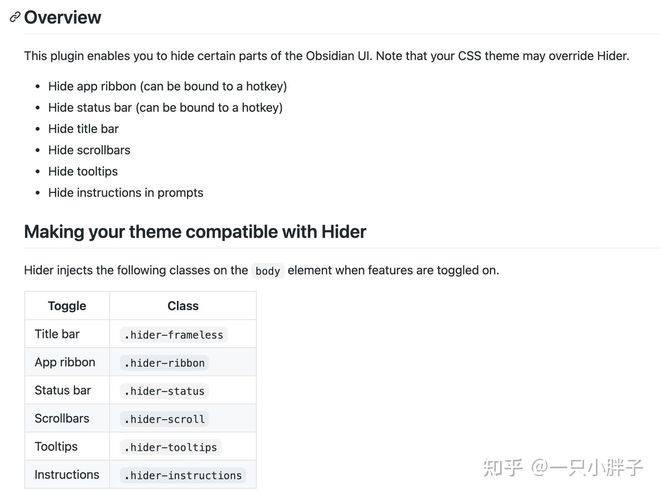 Overview
This plugin enables you to hide certain parts of the Obsidian UI. Note that your CSS theme may override Hider.
• Hide app ribbon (can be bound to a hotkey)
• Hide status bar (can be bound to a hotkey)
• Hide title bar
• Hide scrollbars
• Hide tooltips
• Hide instructions in prompts
Making your theme compatible with Hider
Hider injects the following classes on the body element when features are toggled on.
Toggle Class
Title bar .hider-frameless
App ribbon .hider-ribbon
Status bar .hider-status
Scrollbars .hider-scroll
Tooltips .hider-tooltips
Instructions .hider-instructions
知乎 @一只小胖子